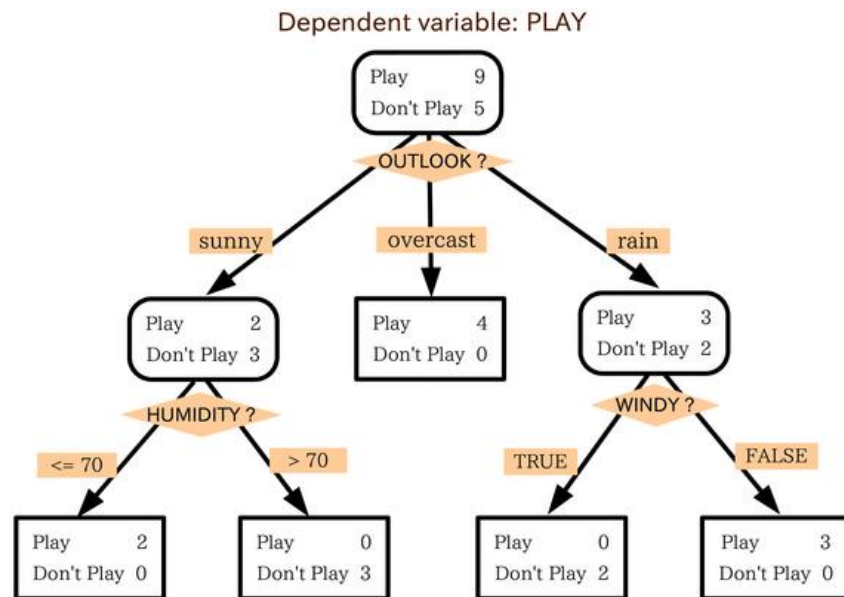 Dependent variable: PLAY
Play 9
Don't Play 5
OUTLOOK ?
sunny
overcast
rain
Play 2
Don't Play 3
Play 4
Don't Play 0
Play 3
Don't Play 2
HUMIDITY ?
WINDY ?
<= 70
> 70
TRUE
FALSE
Play 2
Don't Play 0
Play 0
Don't Play 3
Play 0
Don't Play 2
Play 3
Don't Play 0